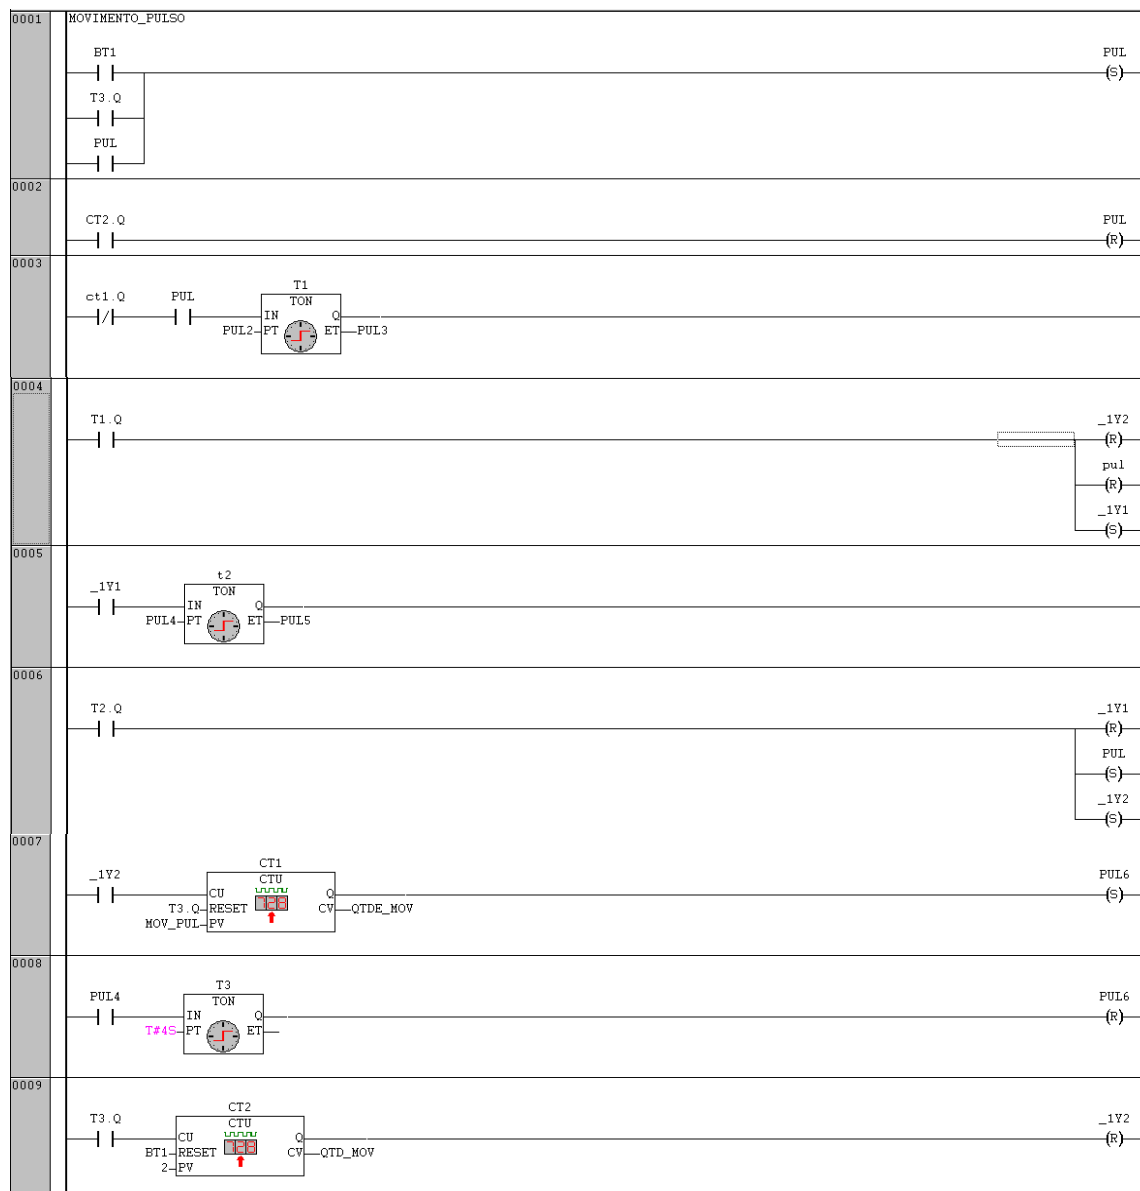 0001 MOVIMENTO_PULSO
BT1 PUL
(S)
T3.Q
PUL
0002
CT2.Q PUL
(R)
0003
T1
ct1.Q PUL TON
IN Q
PUL2 PT ET PUL3
0004
T1.Q _1Y2
(R)
pul
(R)
_1Y1
(S)
0005
t2
_1Y1 TON
IN Q
PUL4 PT ET PUL5
0006
T2.Q _1Y1
(R)
PUL
(S)
_1Y2
(S)
0007
CT1
_1Y2 CTU PUL6
CU Q (S)
T3.Q RESET CV QTDE_MOV
MOV_PUL PV
0008
T3
PUL4 TON PUL6
IN Q (R)
T#4S PT ET
0009
CT2
T3.Q CTU _1Y2
CU Q (R)
BT1 RESET CV QTD_MOV
2 PV